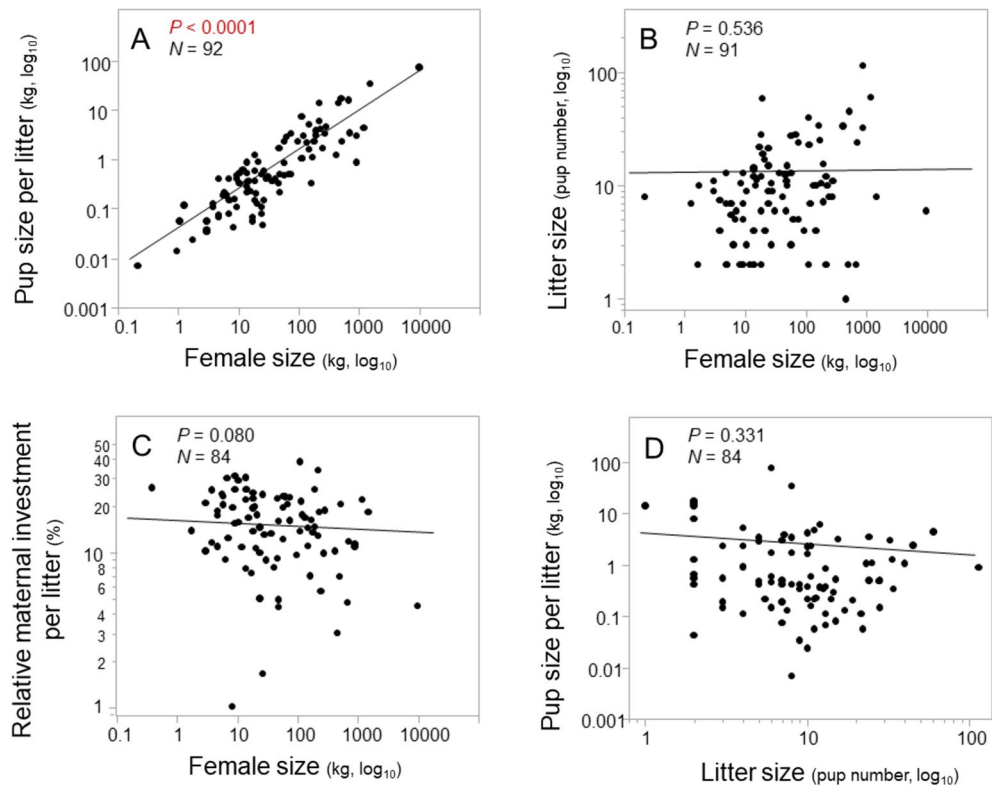 A
P < 0.0001
N = 92
Pup size per litter (kg, log10)
100
10
1
0.1
0.01
0.001
0.1 1 10 100 1000 10000
Female size (kg, log10)
B
P = 0.536
N = 91
Litter size (pup number, log10)
100
10
1
0.1 1 10 100 1000 10000
Female size (kg, log10)
C
P = 0.080
N = 84
Relative maternal investment
per litter (%)
50
40
30
20
10
8
6
5
4
3
2
1
0.1 1 10 100 1000 10000
Female size (kg, log10)
D
P = 0.331
N = 84
Pup size per litter (kg, log10)
100
10
1
0.1
0.01
0.001
1 10 100
Litter size (pup number, log10)